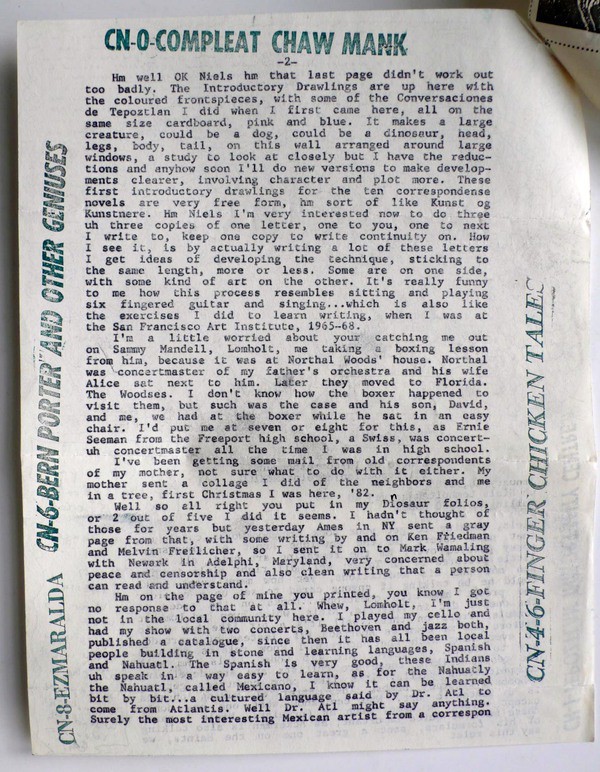 CN-O-COMPLEAT CHAW MANK
-2-
Hm well OK Niels hm that last page didn't work out
too badly. The Introductory Drawlings are up here with
the coloured frontspieces, with some of the Conversaciones
de Tepoztlan I did when I first came here, all on the
same size cardboard, pink and blue. It makes a large
creature, could be a dog, could be a dinosaur, head,
legs, body, tail, on this wall arranged around large
windows, a study to look at closely but I have the reduc-
tions and anyhow soon I'll do new versions to make develop-
ments clearer, involving character and plot more. These
first introductory drawlings for the ten correspondense
novels are very free form, hm sort of like Kunst og
Kunstnere. Hm Niels I'm very interested now to do three
uh three copies of one letter, one to you, one to next
I write to, keep one copy to write continuity on. How
I see it, is by actually writing a lot of these letters
I get ideas of developing the technique, sticking to
the same length, more or less. Some are on one side,
with some kind of art on the other. It's really funny
to me how this process resembles sitting and playing
six fingered guitar and singing...which is also like
the exercises I did to learn writing, when I was at
the San Francisco Art Institute, 1965-68.
I'm a little worried about your catching me out
on Sammy Mandell, Lomholt, me taking a boxing lesson
from him, because it was at Northal Woods' house. Northal
was concertmaster of my father's orchestra and his wife
Alice sat next to him. Later they moved to Florida.
The Woodses. I don't know how the boxer happened to
visit them, but such was the case and his son, David,
and me, we had at the boxer while he sat in an easy
chair. I'd put me at seven or eight for this, as Ernie
Seeman from the Freeport high school, a Swiss, was concert-
uh concertmaster all the time I was in high school.
I've been getting some mail from old correspondents
of my mother, not sure what to do with it either. My
mother sent a collage I did of the neighbors and me
in a tree, first Christmas I was here, '82.
Well so all right you put in my Diosaur folios,
or 2 out of five I did it seems. I hadn't thought of
those for years but yesterday Ames in NY sent a gray
page from that, with some writing by and on Ken Friedman
and Melvin Freilicher, so I sent it on to Mark Wamaling
with Newark in Adelphi, Maryland, very concerned about
peace and censorship and also clean writing that a person
can read and understand.
Hm on the page of mine you printed, you know I got
no response to that at all. Whew, Lomholt, I'm just
not in the local community here. I played my cello and
had my show with two concerts, Beethoven and jazz both,
published a catalogue, since then it has all been local
people building in stone and learning languages, Spanish
and Nahuatl. The Spanish is very good, these Indians
uh speak in a way easy to learn, as for the Nahuatly
the Nahuatl, called Mexicano, I know it can be learned
bit by bit...a cultured language said by Dr. Atl to
come from Atlantis. Well Dr. Atl might say anything.
Surely the most interesting Mexican artist from a correspon
CN-8-EZMARALDA CN-6-BERN PORTER" AND OTHER GENIUSES
CN-4-6-FINGER CHICKEN TALES